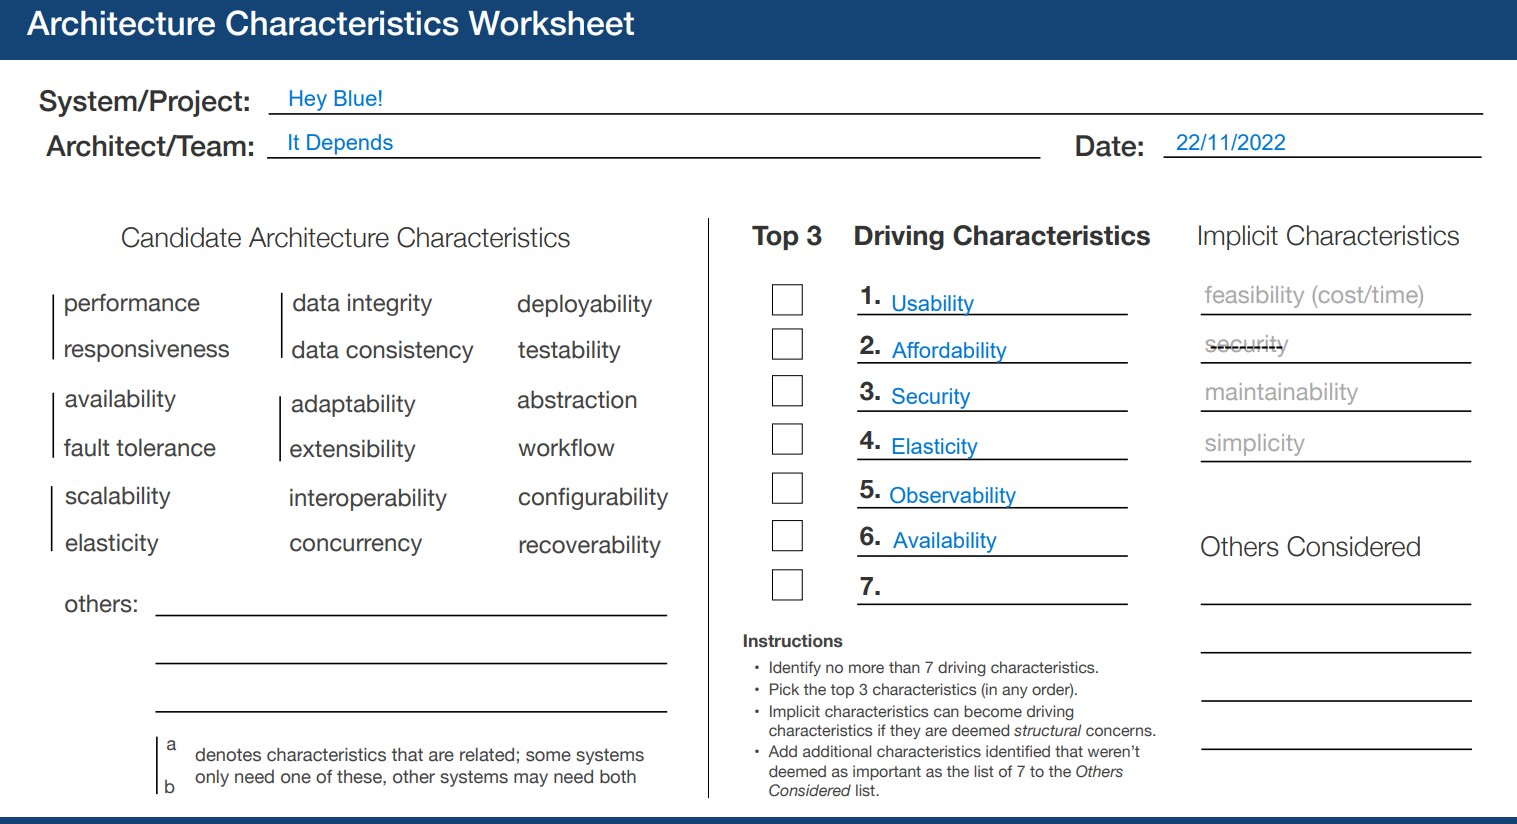 Architecture Characteristics Worksheet
System/Project: Hey Blue!
Architect/Team: It Depends
Date: 22/11/2022
Candidate Architecture Characteristics
performance
responsiveness
availability
fault tolerance
scalability
elasticity
data integrity
data consistency
adaptability
extensibility
interoperability
concurrency
deployability
testability
abstraction
workflow
configurability
recoverability
others:
a
b
denotes characteristics that are related; some systems
only need one of these, other systems may need both
Top 3
Driving Characteristics
1. Usability
2. Affordability
3. Security
4. Elasticity
5. Observability
6. Availability
7.
Instructions
• Identify no more than 7 driving characteristics.
• Pick the top 3 characteristics (in any order).
• Implicit characteristics can become driving
characteristics if they are deemed structural concerns.
• Add additional characteristics identified that weren't
deemed as important as the list of 7 to the Others
Considered list.
Implicit Characteristics
feasibility (cost/time)
security
maintainability
simplicity
Others Considered